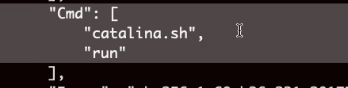 "Cmd": [
"catalina.sh",
"run"
],